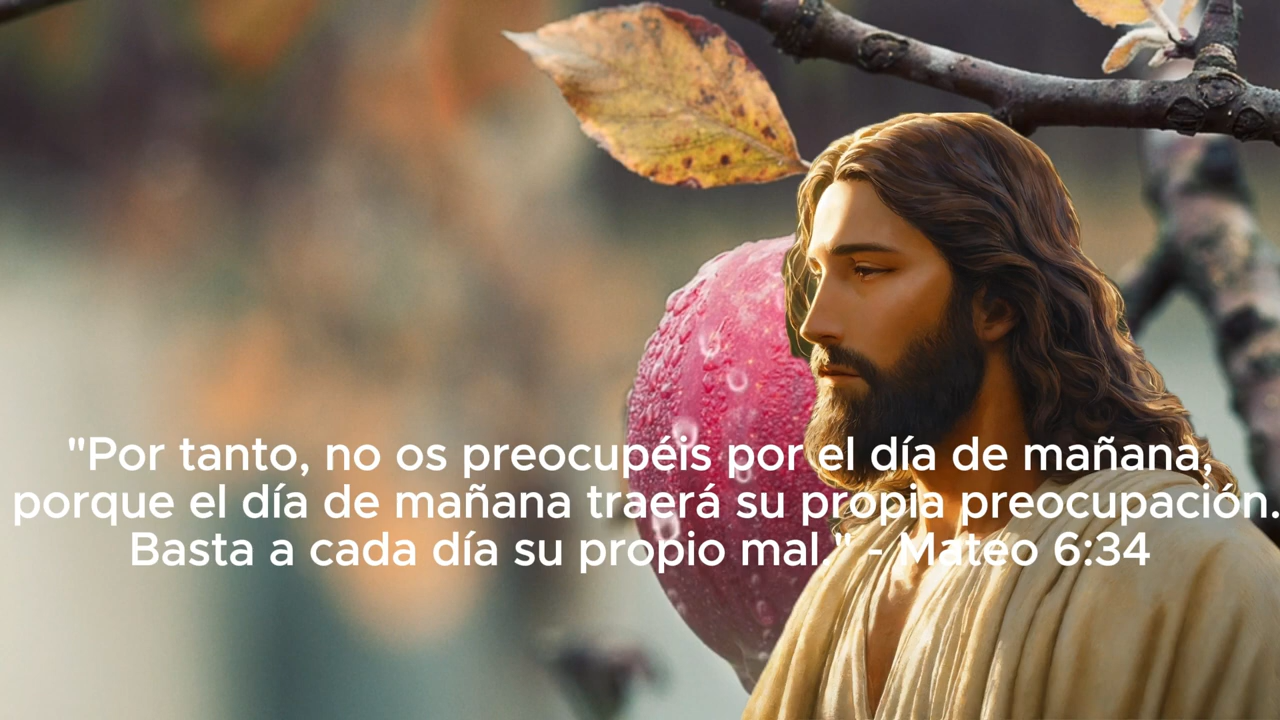 "Por tanto, no os preocupéis por el día de mañana,
porque el día de mañana traerá su propia preocupación.
Basta a cada día su propio mal." - Mateo 6:34